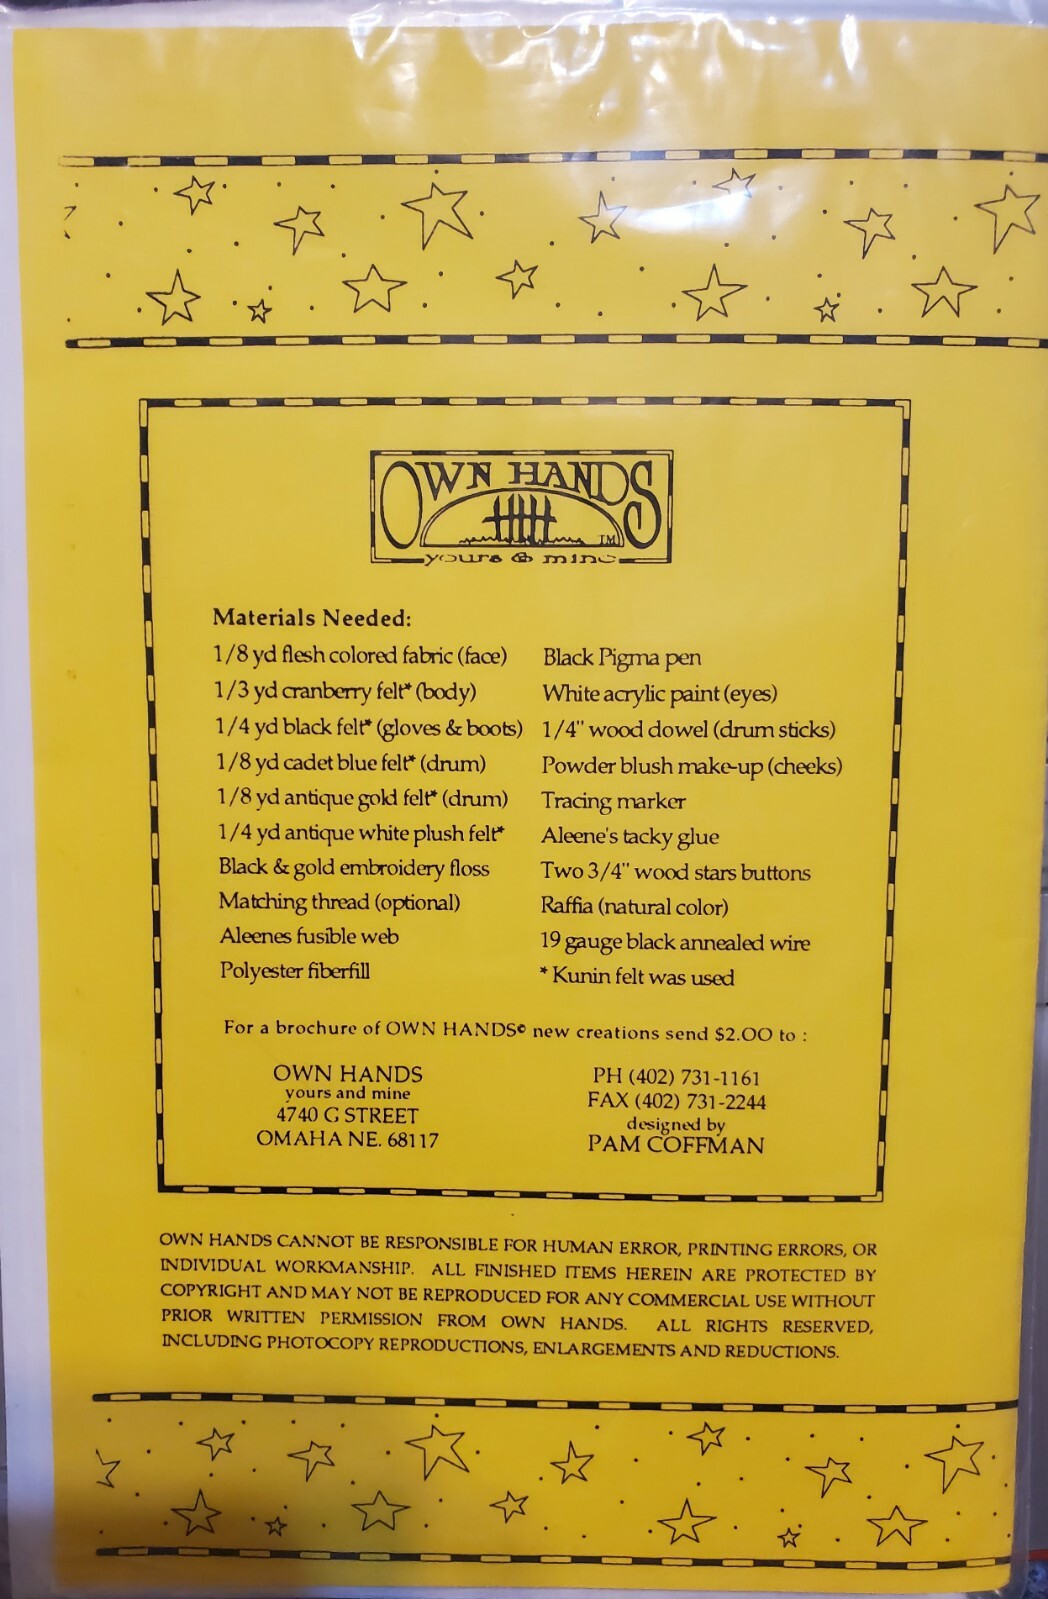 OWN HANDS
TM
yours & mine
Materials Needed:
1/8 yd flesh colored fabric (face)
1/3 yd cranberry felt* (body)
1/4 yd black felt* (gloves & boots)
1/8 yd cadet blue felt* (drum)
1/8 yd antique gold felt* (drum)
1/4 yd antique white plush felt*
Black & gold embroidery floss
Matching thread (optional)
Aleenes fusible web
Polyester fiberfill
Black Pigma pen
White acrylic paint (eyes)
1/4" wood dowel (drum sticks)
Powder blush make-up (cheeks)
Tracing marker
Aleene's tacky glue
Two 3/4" wood stars buttons
Raffia (natural color)
19 gauge black annealed wire
* Kunin felt was used
For a brochure of OWN HANDS© new creations send $2.00 to :
OWN HANDS
yours and mine
4740 G STREET
OMAHA NE. 68117
PH (402) 731-1161
FAX (402) 731-2244
designed by
PAM COFFMAN
OWN HANDS CANNOT BE RESPONSIBLE FOR HUMAN ERROR, PRINTING ERRORS, OR
INDIVIDUAL WORKMANSHIP. ALL FINISHED ITEMS HEREIN ARE PROTECTED BY
COPYRIGHT AND MAY NOT BE REPRODUCED FOR ANY COMMERCIAL USE WITHOUT
PRIOR WRITTEN PERMISSION FROM OWN HANDS. ALL RIGHTS RESERVED,
INCLUDING PHOTOCOPY REPRODUCTIONS, ENLARGEMENTS AND REDUCTIONS.